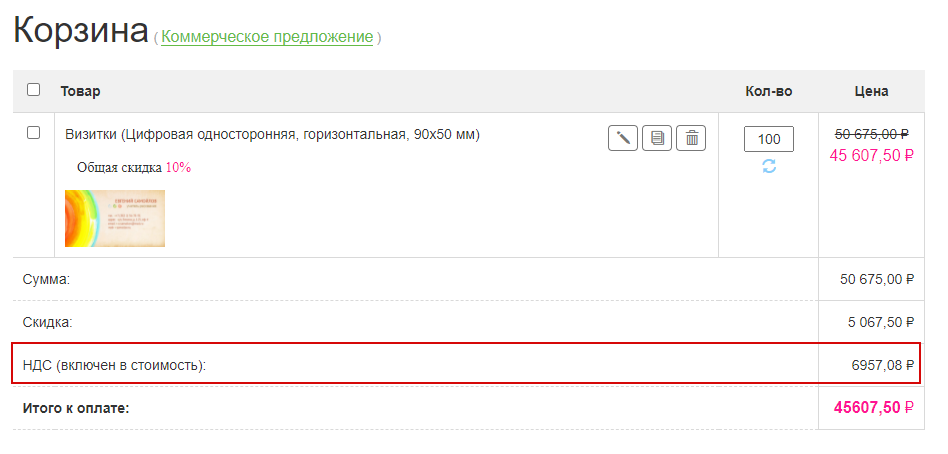 Корзина ( Коммерческое предложение )
Товар Кол-во Цена
Визитки (Цифровая односторонняя, горизонтальная, 90х50 мм) 100 50 675,00 ₽
45 607,50 ₽
Общая скидка 10%
Сумма: 50 675,00 ₽
Скидка: 5 067,50 ₽
НДС (включен в стоимость): 6957,08 ₽
Итого к оплате: 45607,50 ₽